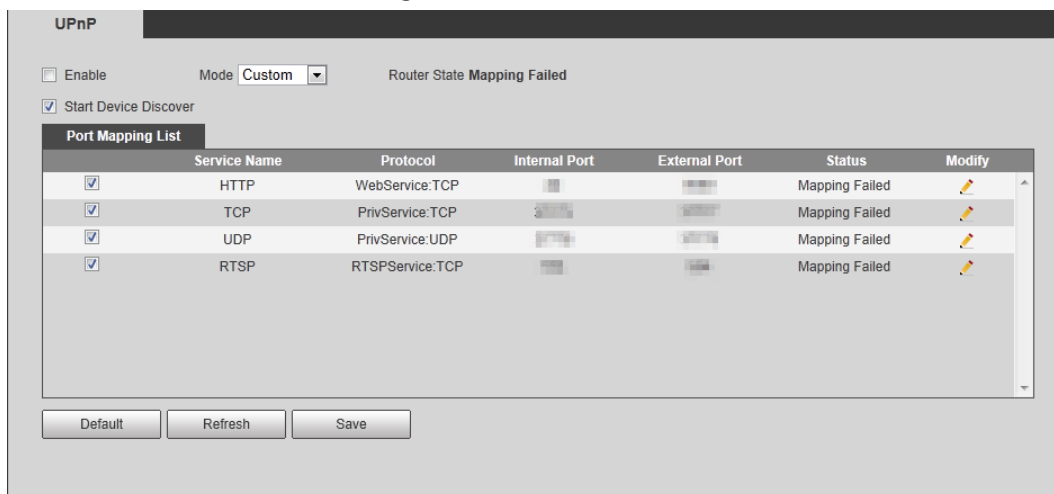 UPnP
Enable Mode Custom Router State Mapping Failed
Start Device Discover
Port Mapping List
Service Name Protocol Internal Port External Port Status Modify
HTTP WebService:TCP Mapping Failed
TCP PrivService:TCP Mapping Failed
UDP PrivService:UDP Mapping Failed
RTSP RTSPService:TCP Mapping Failed
Default Refresh Save